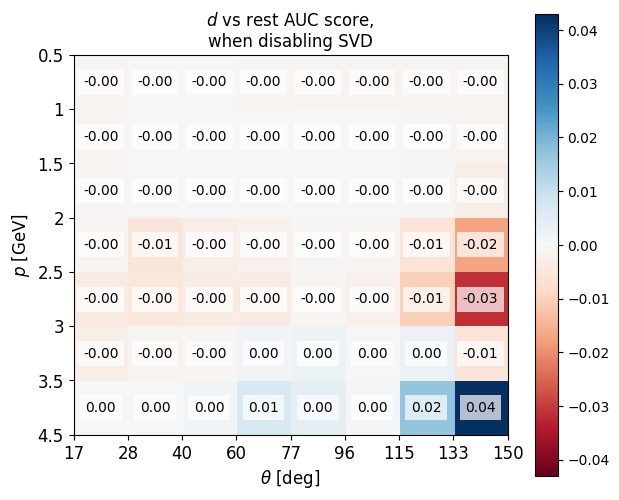 d vs rest AUC score,
when disabling SVD
0.5
-0.00 -0.00 -0.00 -0.00 -0.00 -0.00 -0.00 -0.00
1
-0.00 -0.00 -0.00 -0.00 -0.00 -0.00 -0.00 -0.00
1.5
-0.00 -0.00 -0.00 -0.00 -0.00 -0.00 -0.00 -0.00
2
-0.00 -0.01 -0.00 -0.00 -0.00 -0.00 -0.01 -0.02
2.5
-0.00 -0.00 -0.00 -0.00 -0.00 -0.00 -0.01 -0.03
3
-0.00 -0.00 -0.00 0.00 0.00 0.00 0.00 -0.01
3.5
0.00 0.00 0.00 0.01 0.00 0.00 0.02 0.04
4.5
p [GeV]
17 28 40 60 77 96 115 133 150
θ [deg]
0.04
0.03
0.02
0.01
0.00
−0.01
−0.02
−0.03
−0.04